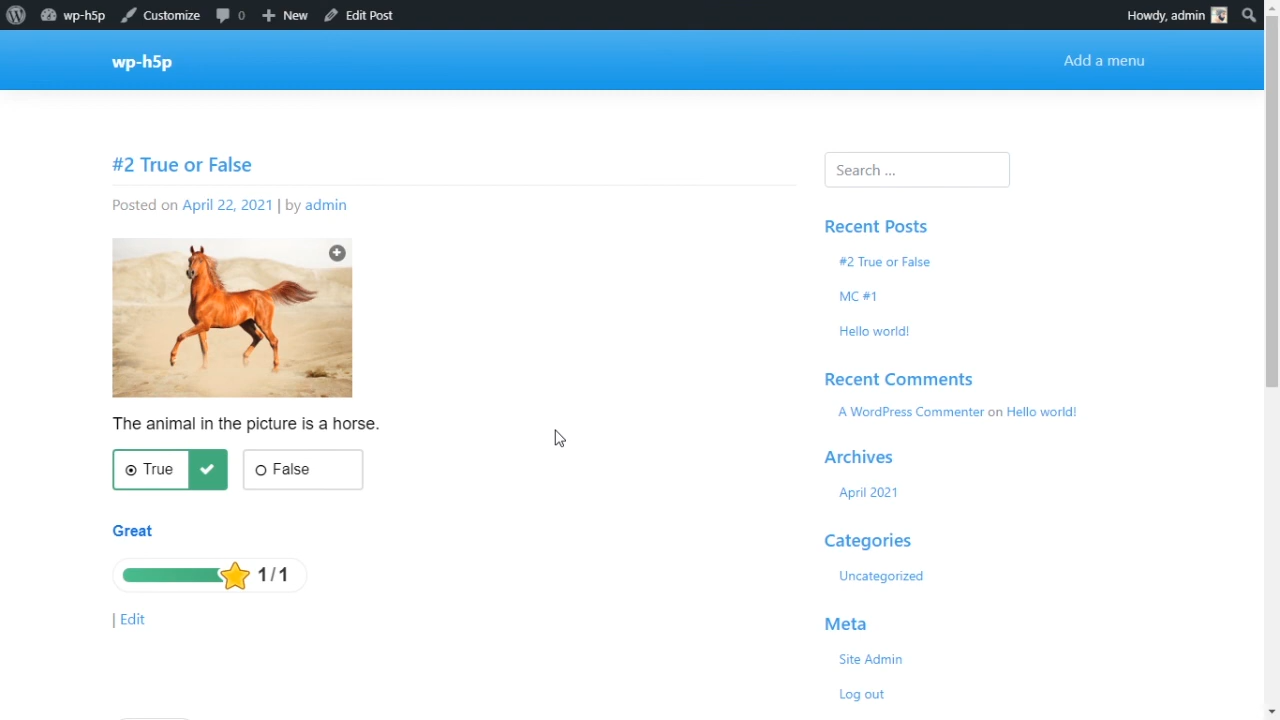 wp-h5p Customize 0 New Edit Post Howdy, admin
wp-h5p Add a menu
#2 True or False
Posted on April 22, 2021 | by admin
The animal in the picture is a horse.
True False
Great
1/1
| Edit
Search ...
Recent Posts
#2 True or False
MC #1
Hello world!
Recent Comments
A WordPress Commenter on Hello world!
Archives
April 2021
Categories
Uncategorized
Meta
Site Admin
Log out